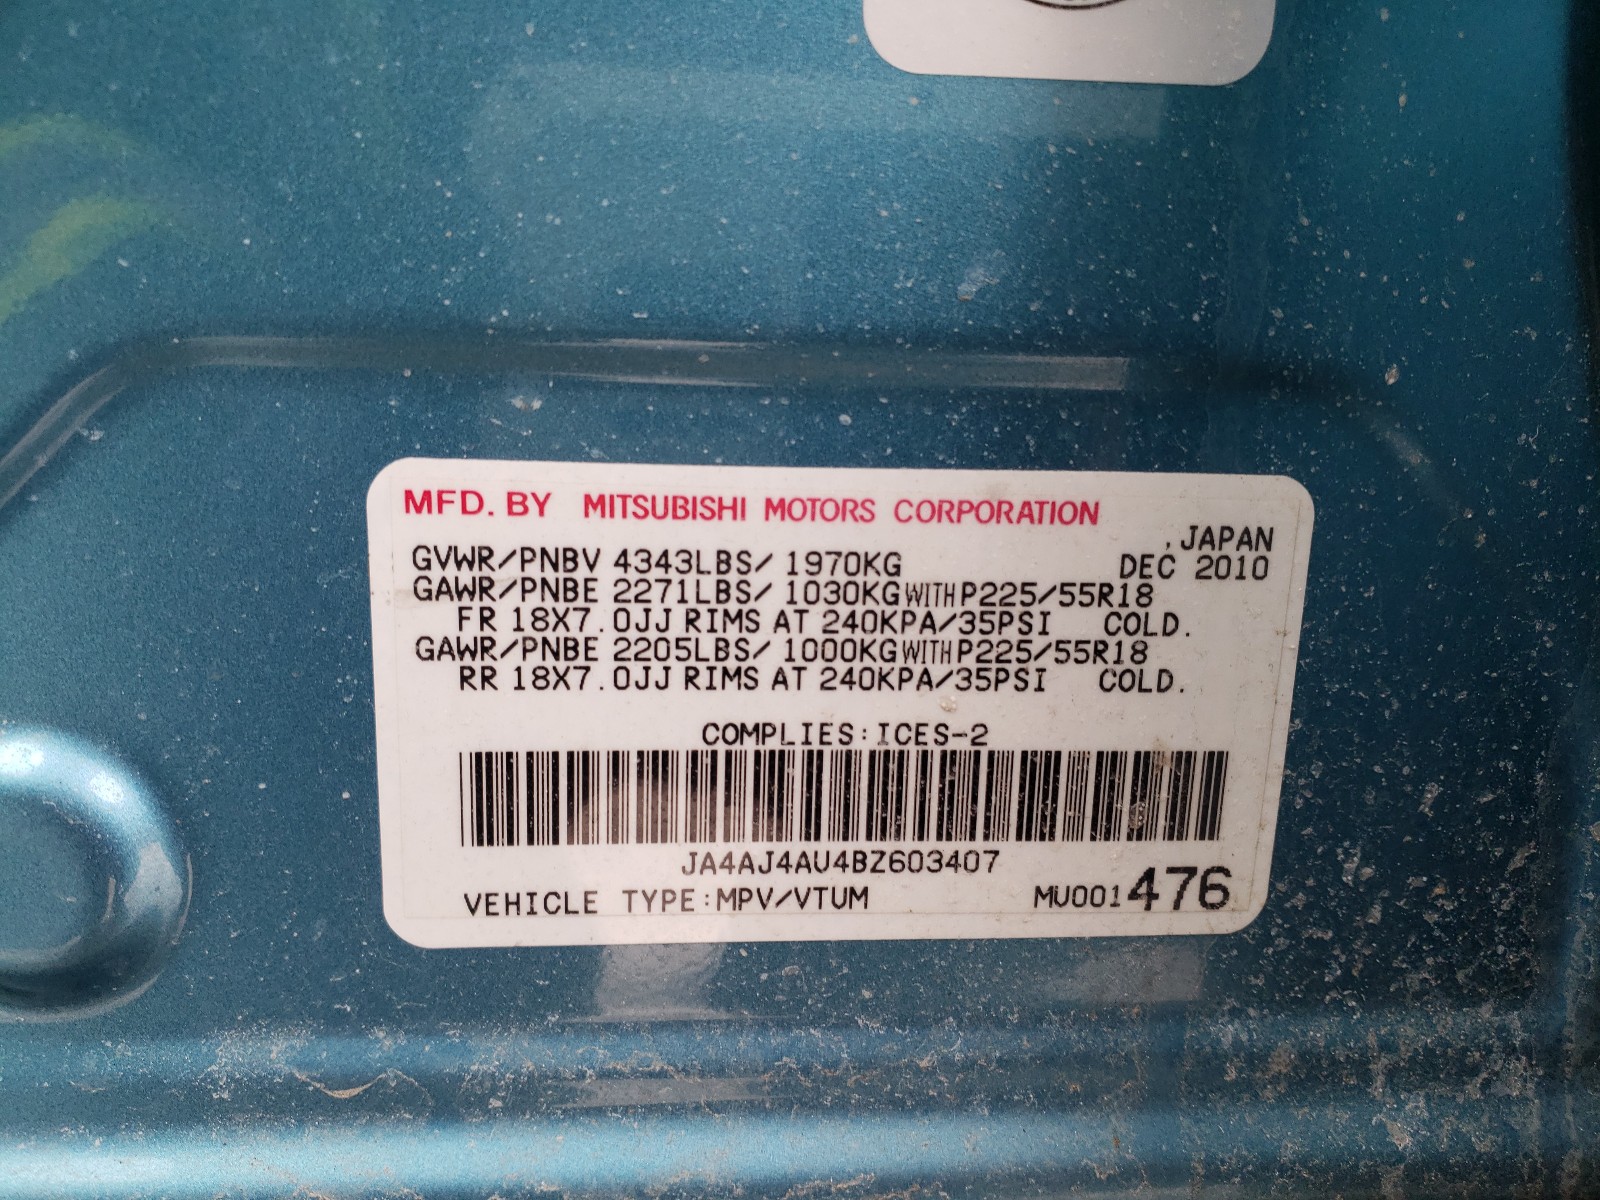 MFD. BY MITSUBISHI MOTORS CORPORATION
, JAPAN
GVWR/PNBV 4343LBS/ 1970KG DEC 2010
GAWR/PNBE 2271LBS/ 1030KG WITH P225/55R18
FR 18X7.0JJ RIMS AT 240KPA/35PSI COLD.
GAWR/PNBE 2205LBS/ 1000KG WITH P225/55R18
RR 18X7.0JJ RIMS AT 240KPA/35PSI COLD.
COMPLIES:ICES-2
JA4AJ4AU4BZ603407
VEHICLE TYPE:MPV/VTUM MU001476